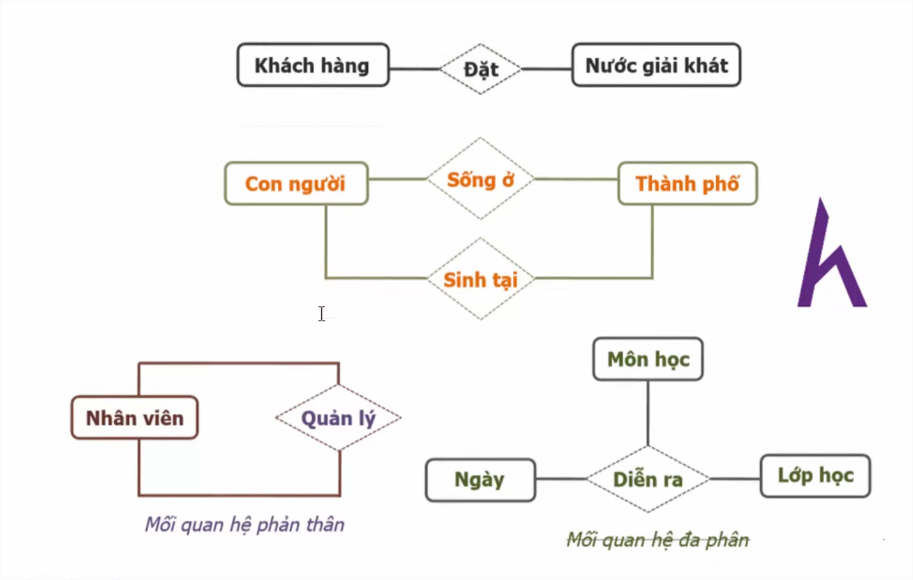 Khách hàng
Đặt
Nước giải khát
Con người
Sống ở
Thành phố
Sinh tại
Môn học
Nhân viên
Quản lý
Ngày
Diễn ra
Lớp học
Mối quan hệ phản thân
Mối quan hệ đa phân